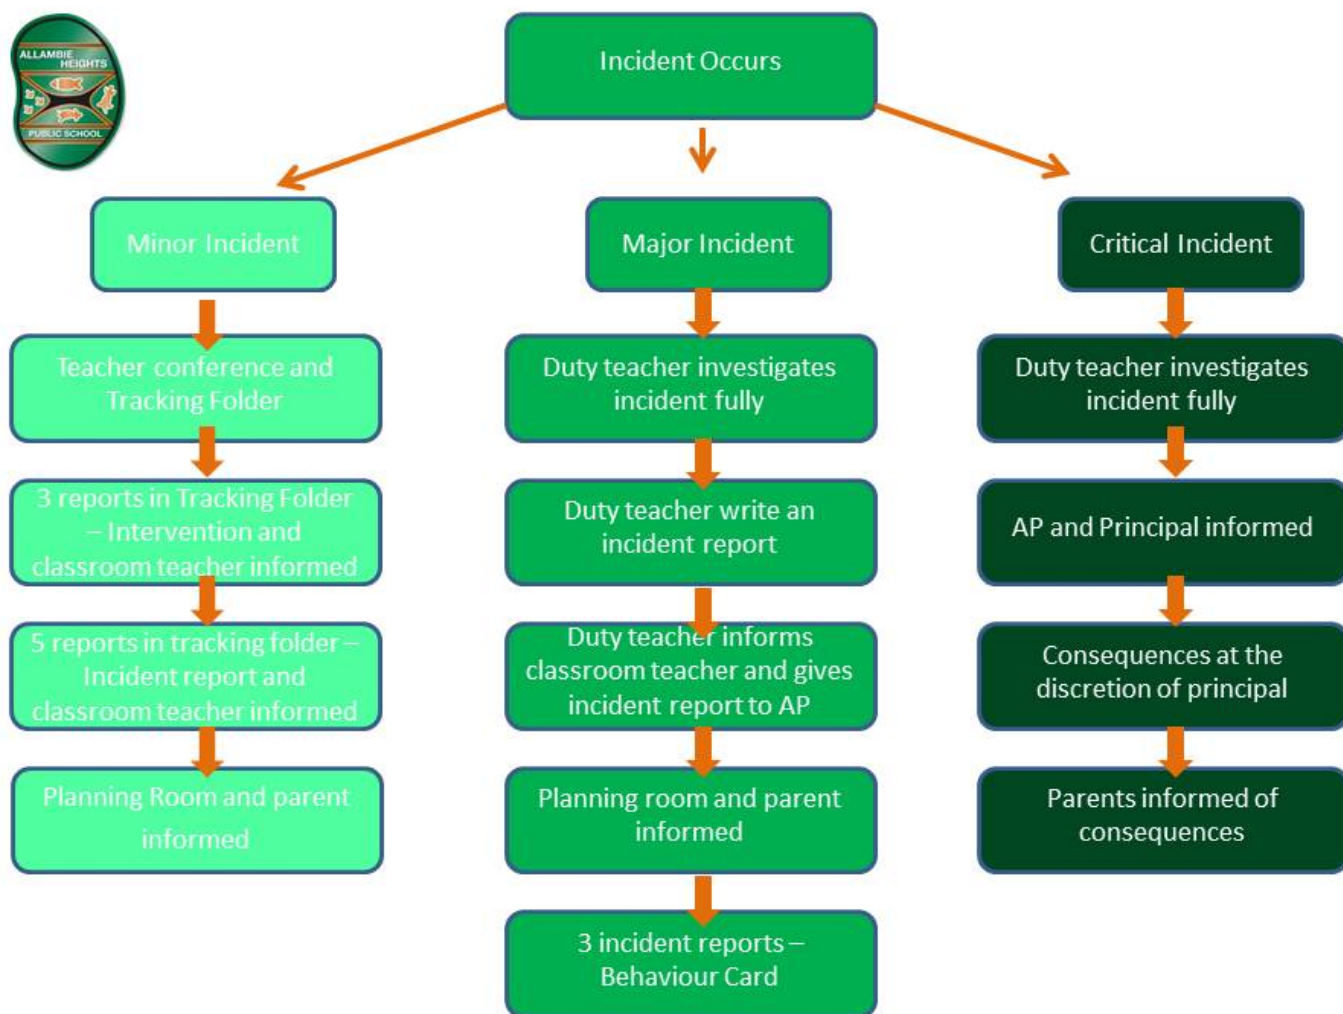 ALLAMBIE
HEIGHTS
PUBLIC SCHOOL
Incident Occurs
Minor Incident
Teacher conference and
Tracking Folder
3 reports in Tracking Folder
– Intervention and
classroom teacher informed
5 reports in tracking folder –
Incident report and
classroom teacher informed
Planning Room and parent
informed
Major Incident
Duty teacher investigates
incident fully
Duty teacher write an
incident report
Duty teacher informs
classroom teacher and gives
incident report to AP
Planning room and parent
informed
3 incident reports –
Behaviour Card
Critical Incident
Duty teacher investigates
incident fully
AP and Principal informed
Consequences at the
discretion of principal
Parents informed of
consequences